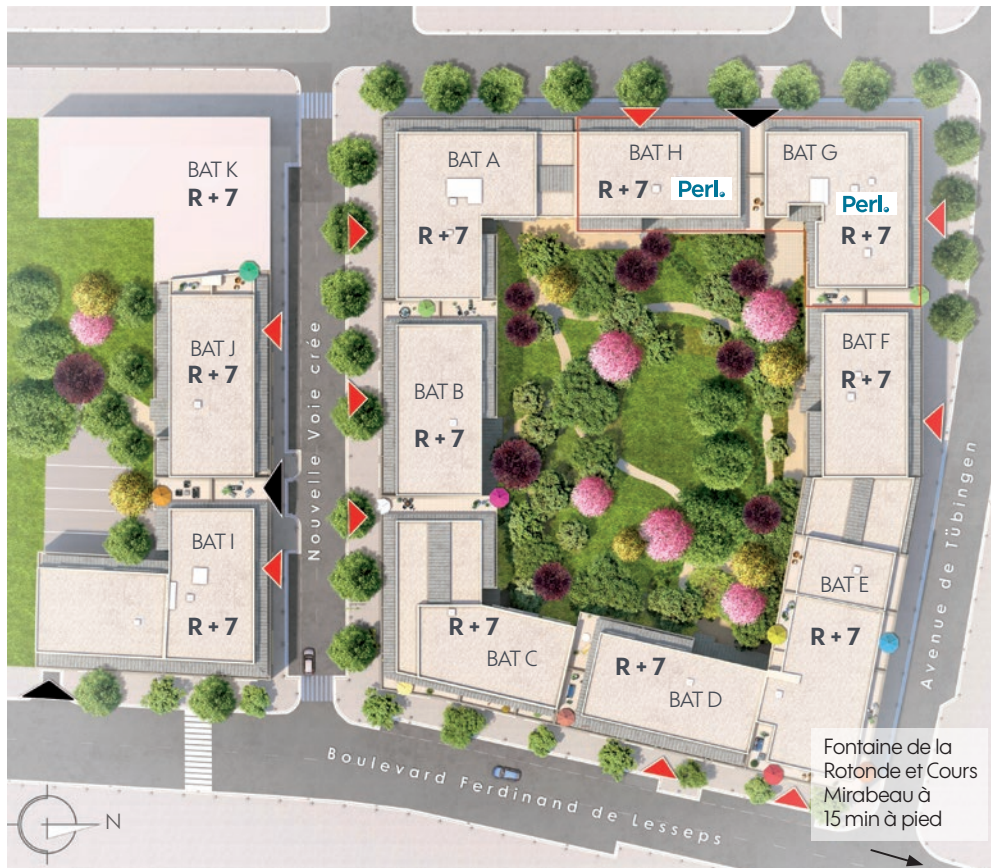 BAT K
R + 7
BAT A
R + 7
BAT H
R + 7
Perl.
BAT G
Perl.
R + 7
BAT J
R + 7
Nouvelle Voie crée
BAT B
R + 7
BAT F
R + 7
BAT I
R + 7
R + 7
BAT C
R + 7
BAT D
BAT E
R + 7
Avenue de Tübingen
Boulevard Ferdinand de Lesseps
Fontaine de la
Rotonde et Cours
Mirabeau à
15 min à pied
N